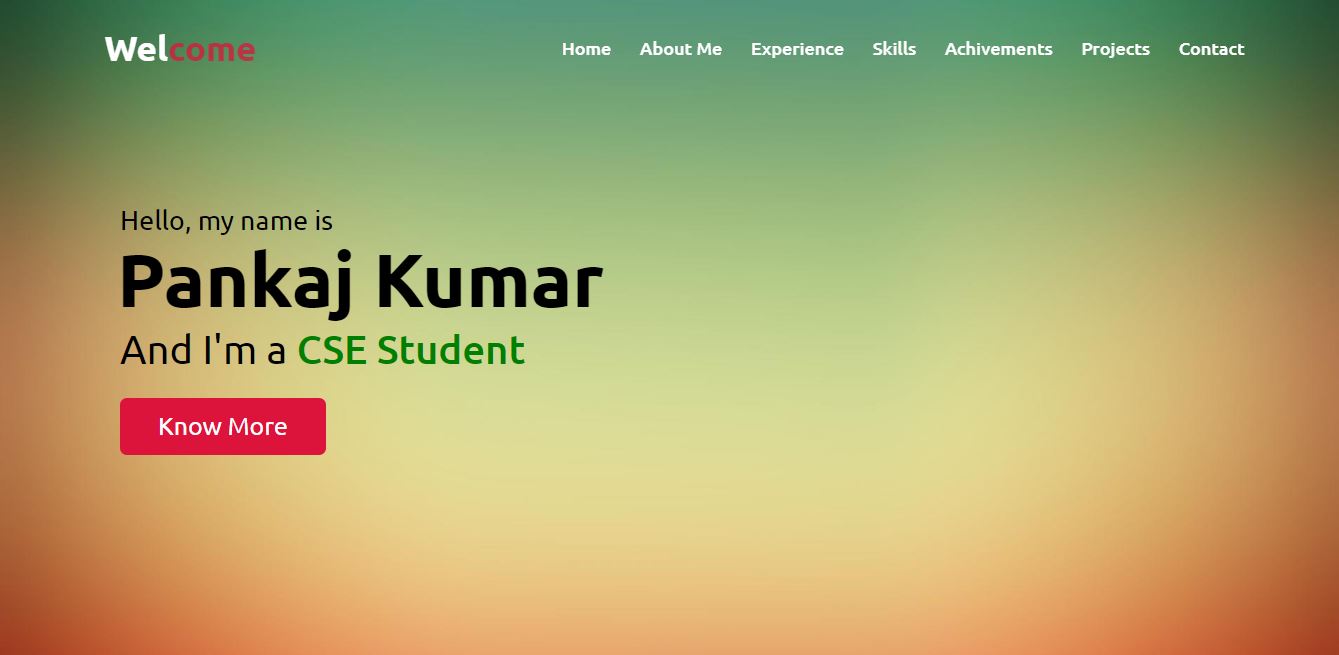 Welcome Home About Me Experience Skills Achivements Projects Contact
Hello, my name is
Pankaj Kumar
And I'm a CSE Student
Know More